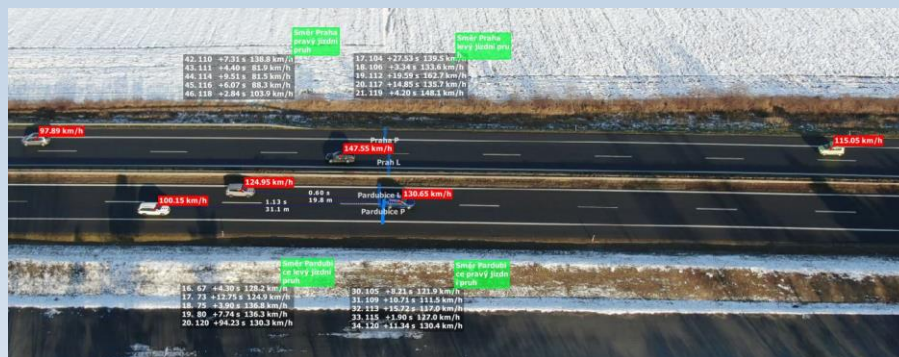 Směr Praha
pravý jízdní
pruh
Směr Praha
levý jízdní pru
h
42. 110 +7.31 s 138.8 km/h
43. 111 +4.40 s 81.9 km/h
44. 114 +9.51 s 81.5 km/h
45. 116 +6.07 s 88.3 km/h
46. 118 +2.84 s 103.9 km/h
17. 104 +27.53 s 139.5 km/h
18. 106 +3.34 s 133.6 km/h
19. 112 +19.59 s 162.7 km/h
20. 117 +14.85 s 135.7 km/h
21. 119 +4.20 s 148.1 km/h
97.89 km/h
Praha P
147.55 km/h
115.05 km/h
Prah L
124.95 km/h
0.60 s
19.8 m
Pardubice L
130.65 km/h
100.15 km/h
1.13 s
31.1 m
Pardubice P
Směr Pardubi
ce levý jízdní
pruh
Směr Pardubi
ce pravý jízdn
í pruh
16. 67 +4.30 s 128.2 km/h
17. 73 +12.75 s 124.9 km/h
18. 75 +3.90 s 136.8 km/h
19. 80 +7.74 s 136.3 km/h
20. 120 +94.23 s 130.3 km/h
30. 105 +8.21 s 121.9 km/h
31. 109 +10.71 s 111.5 km/h
32. 113 +15.72 s 117.0 km/h
33. 115 +1.90 s 127.0 km/h
34. 120 +11.34 s 130.4 km/h